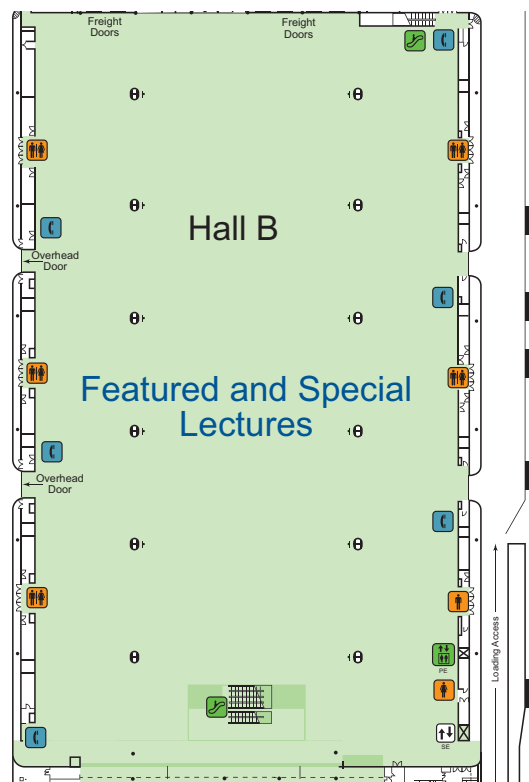 Freight
Doors
Freight
Doors
Hall B
Overhead
Door
Featured and Special
Lectures
Overhead
Door
Loading Access
PE
SE